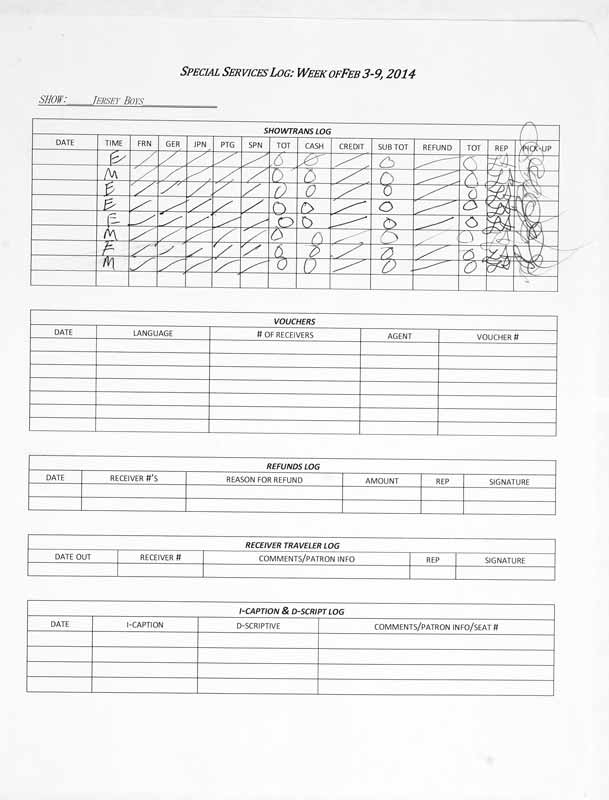 SPECIAL SERVICES LOG: WEEK OFFEB 3-9, 2014
SHOW: JERSEY BOYS
SHOWTRANS LOG
DATE TIME FRN GER JPN PTG SPN TOT CASH CREDIT SUB TOT REFUND TOT REP PICK-UP
E / / / / / 0 0 / 0 / 0
M / / / / / 0 0 / 0 / 0
E / / / / / 0 0 / 0 / 0
E / / / / / 0 0 / 0 / 0
E / / / / / 0 0 / 0 / 0
M / / / / / 0 0 / 0 / 0
E / / / / / 0 0 / 0 / 0
M / / / / / 0 0 / 0 / 0
VOUCHERS
DATE LANGUAGE # OF RECEIVERS AGENT VOUCHER #
REFUNDS LOG
DATE RECEIVER #'S REASON FOR REFUND AMOUNT REP SIGNATURE
RECEIVER TRAVELER LOG
DATE OUT RECEIVER # COMMENTS/PATRON INFO REP SIGNATURE
I-CAPTION & D-SCRIPT LOG
DATE I-CAPTION D-SCRIPTIVE COMMENTS/PATRON INFO/SEAT #